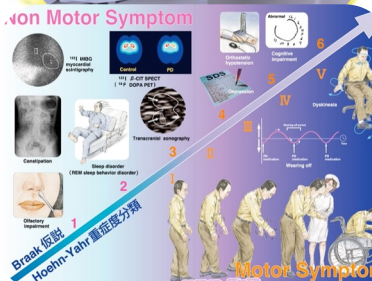 Non Motor Symptom
¹²³I MIBG
myocardial
scintigraphy
Control
PD
¹²³I β-CIT SPECT
(¹⁸F DOPA PET)
Transcranial sonography
Constipation
Sleep disorder
(REM sleep behavior disorder)
Olfactory
impairment
Orthostatic
hypotension
Abnormal
Cognitive
impairment
SDS
Depression
Dyskinesia
Wearing off
1
2
3
4
5
6
I
II
III
IV
V
Braak 仮説
Hoehn-Yahr 重症度分類
Motor Sympto